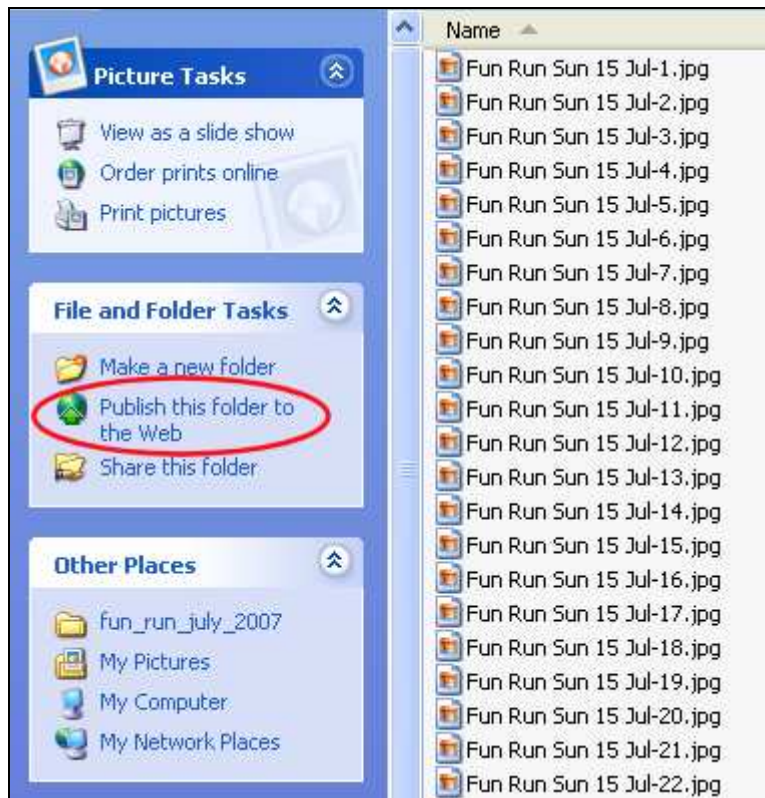 Picture Tasks
View as a slide show
Order prints online
Print pictures
File and Folder Tasks
Make a new folder
Publish this folder to
the Web
Share this folder
Other Places
fun_run_july_2007
My Pictures
My Computer
My Network Places
Name
Fun Run Sun 15 Jul-1.jpg
Fun Run Sun 15 Jul-2.jpg
Fun Run Sun 15 Jul-3.jpg
Fun Run Sun 15 Jul-4.jpg
Fun Run Sun 15 Jul-5.jpg
Fun Run Sun 15 Jul-6.jpg
Fun Run Sun 15 Jul-7.jpg
Fun Run Sun 15 Jul-8.jpg
Fun Run Sun 15 Jul-9.jpg
Fun Run Sun 15 Jul-10.jpg
Fun Run Sun 15 Jul-11.jpg
Fun Run Sun 15 Jul-12.jpg
Fun Run Sun 15 Jul-13.jpg
Fun Run Sun 15 Jul-14.jpg
Fun Run Sun 15 Jul-15.jpg
Fun Run Sun 15 Jul-16.jpg
Fun Run Sun 15 Jul-17.jpg
Fun Run Sun 15 Jul-18.jpg
Fun Run Sun 15 Jul-19.jpg
Fun Run Sun 15 Jul-20.jpg
Fun Run Sun 15 Jul-21.jpg
Fun Run Sun 15 Jul-22.jpg